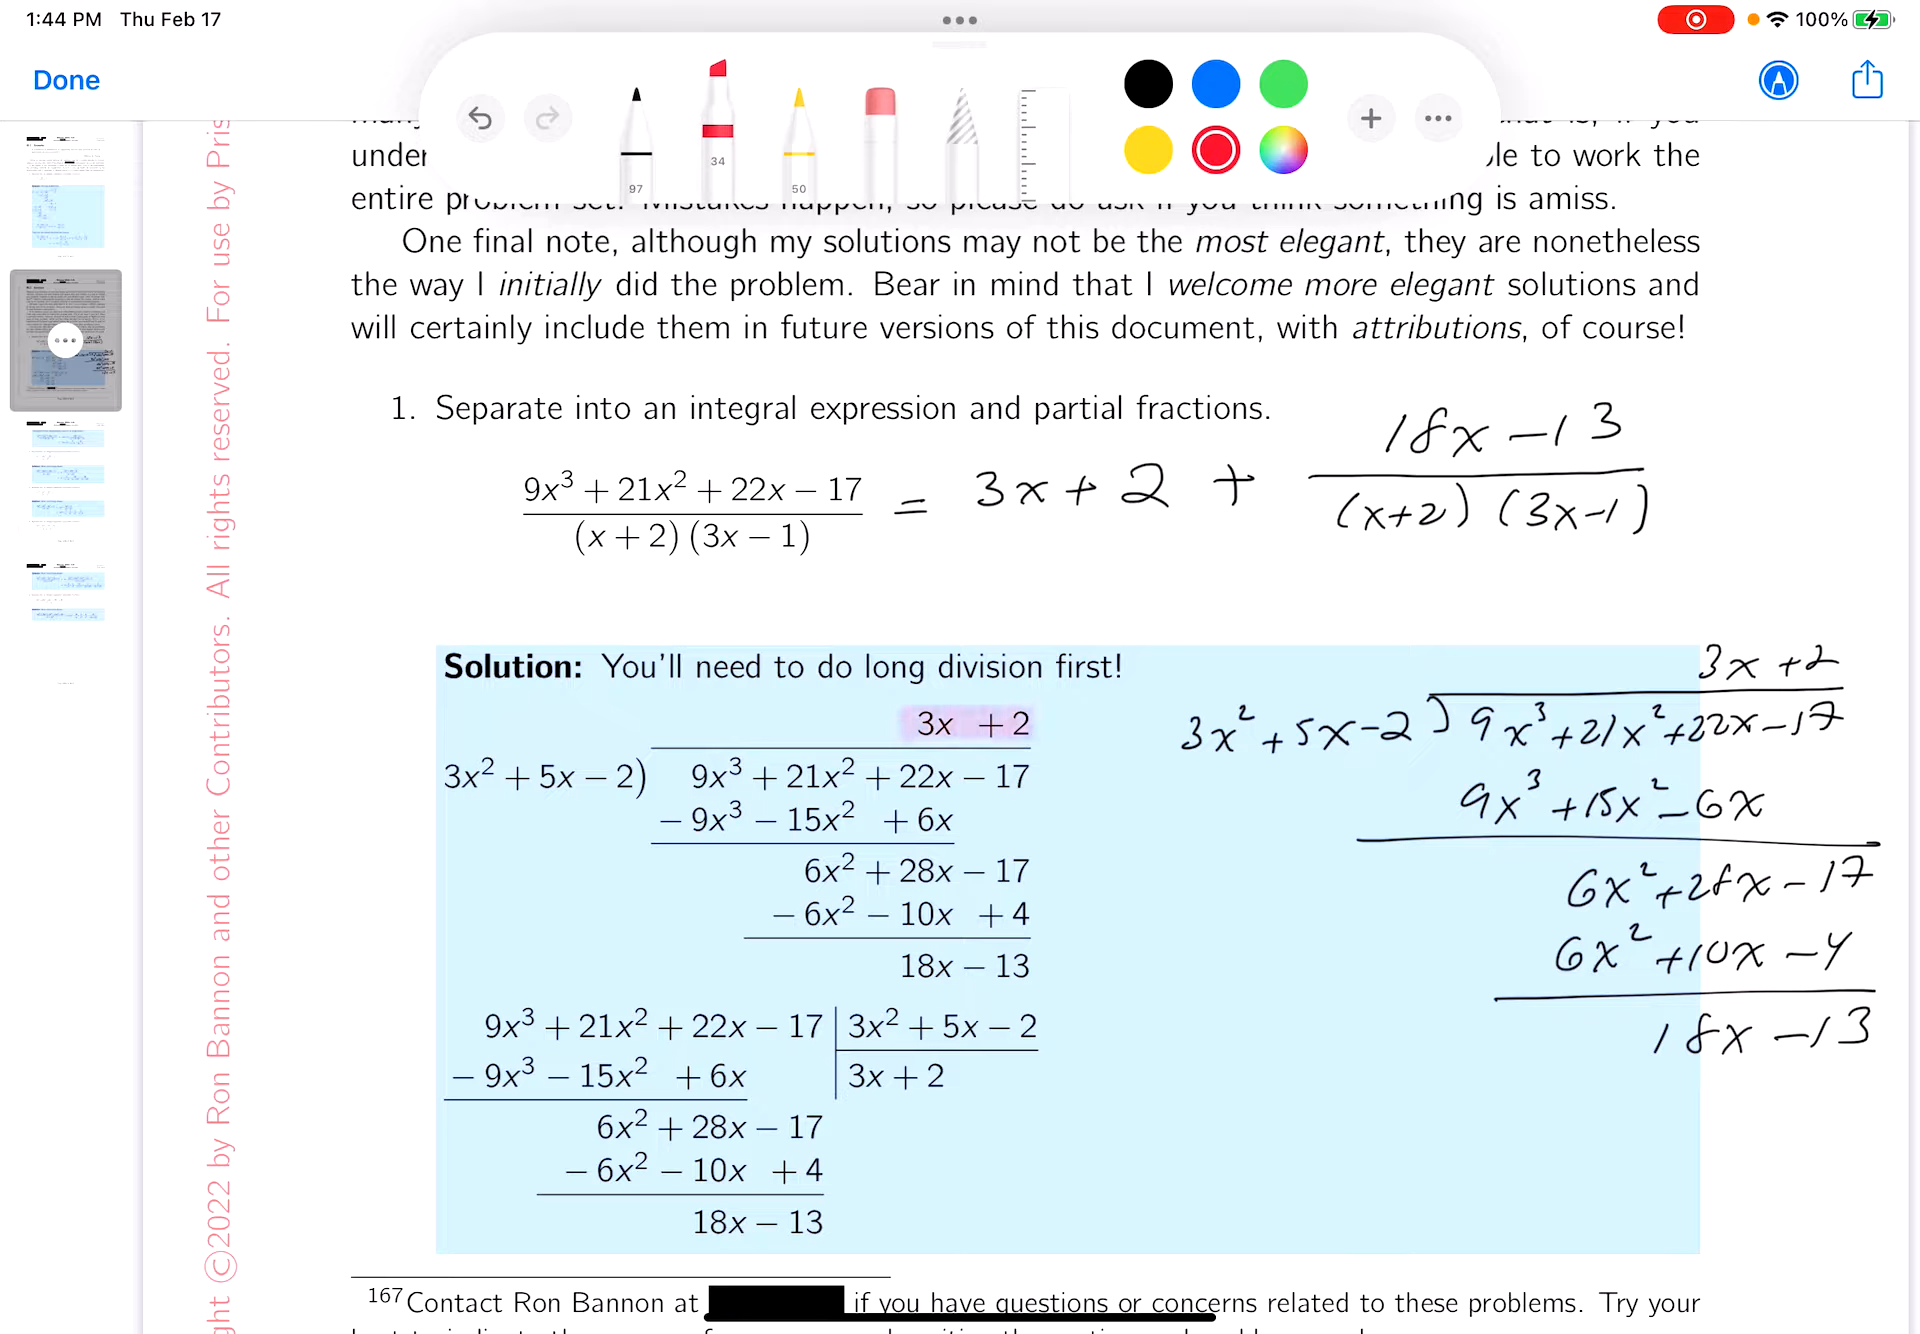 1:44 PM Thu Feb 17
100%
Done
97
34
50
under
le to work the
entire problem set. Mistakes happen, so please do ask if you think something is amiss.
One final note, although my solutions may not be the most elegant, they are nonetheless
the way I initially did the problem. Bear in mind that I welcome more elegant solutions and
will certainly include them in future versions of this document, with attributions, of course!
1. Separate into an integral expression and partial fractions.
9x³ + 21x² + 22x − 17
(x + 2) (3x − 1)
= 3x + 2 +
18x − 13
(x+2) (3x−1)
Solution: You'll need to do long division first!
3x + 2
3x² + 5x − 2) 9x³ + 21x² + 22x − 17
− 9x³ − 15x² + 6x
6x² + 28x − 17
− 6x² − 10x + 4
18x − 13
9x³ + 21x² + 22x − 17 | 3x² + 5x − 2
− 9x³ − 15x² + 6x | 3x + 2
6x² + 28x − 17
− 6x² − 10x + 4
18x − 13
3x + 2
3x² + 5x − 2 ) 9x³ + 21x² + 22x − 17
9x³ + 15x² − 6x
6x² + 28x − 17
6x² + 10x − 4
18x − 13
167 Contact Ron Bannon at if you have questions or concerns related to these problems. Try your
ght ©2022 by Ron Bannon and other Contributors. All rights reserved. For use by Pris